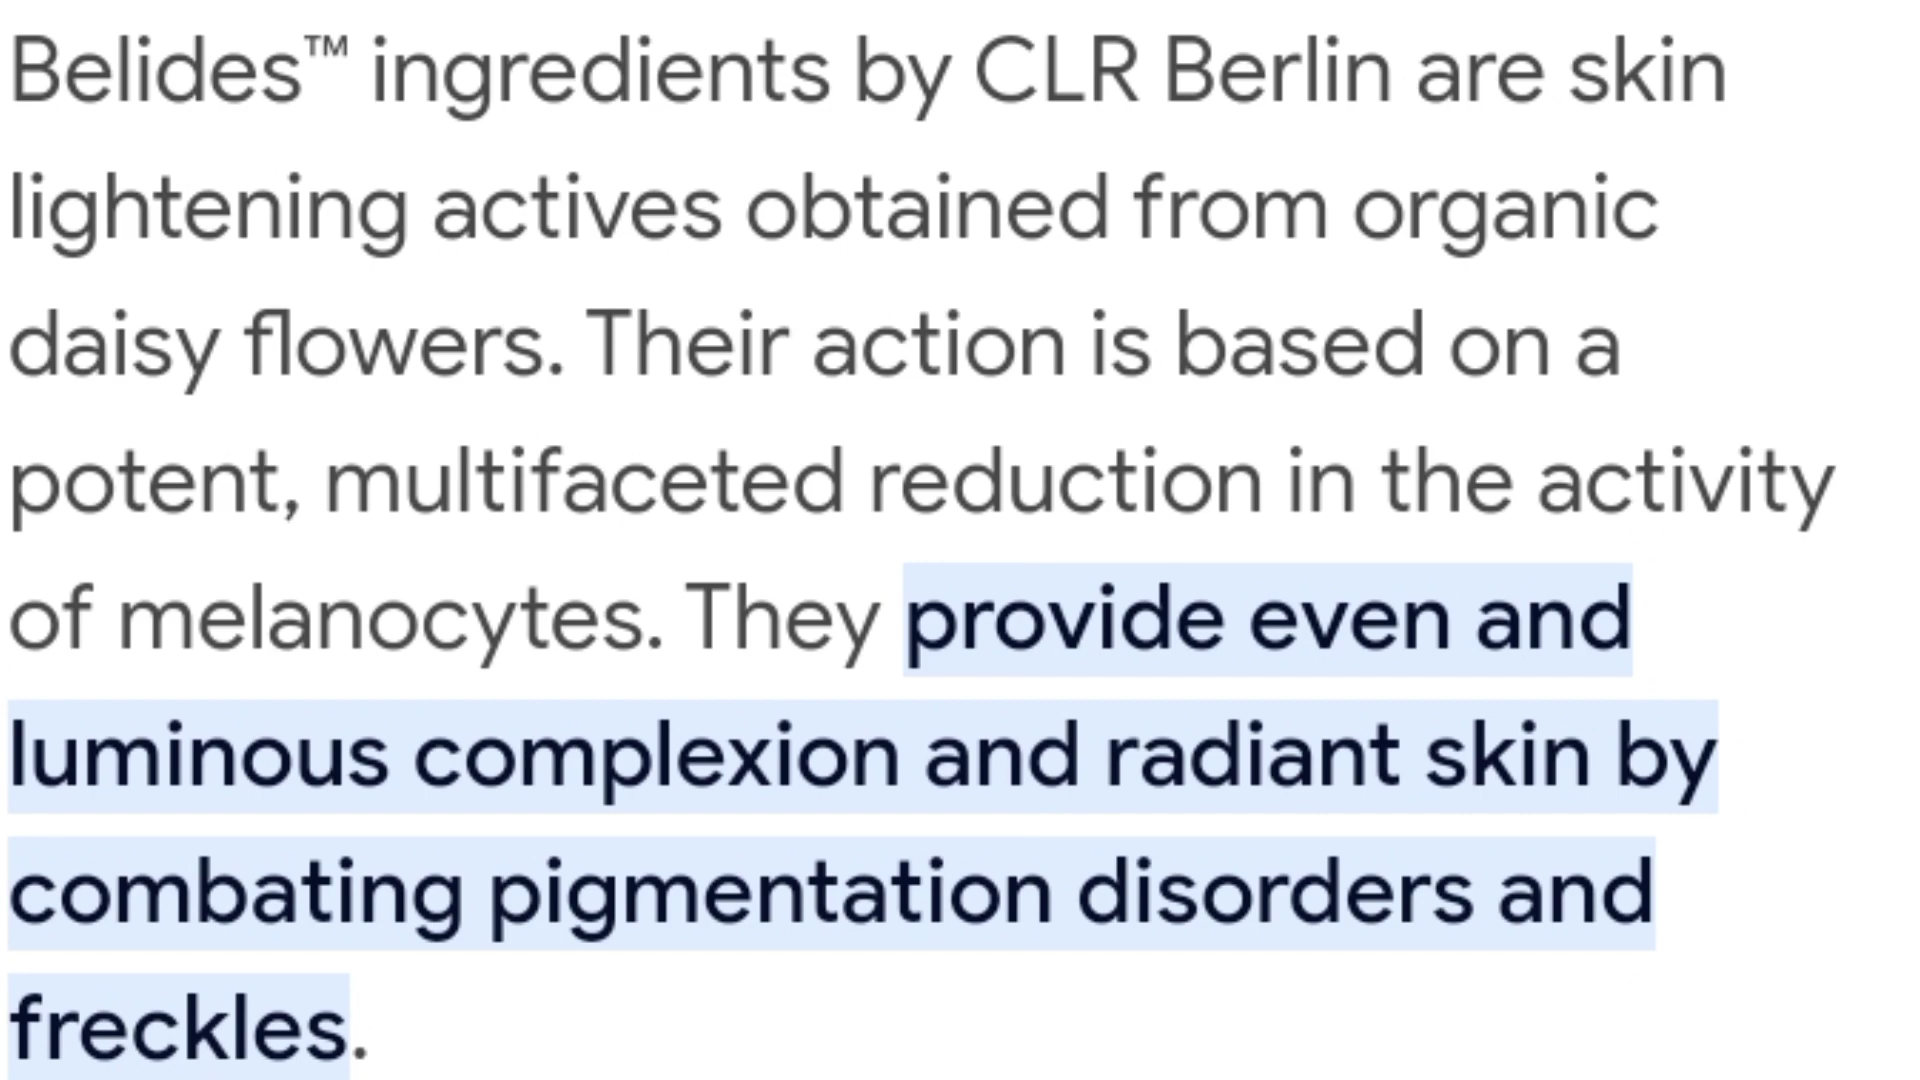 Belides™ ingredients by CLR Berlin are skin
lightening actives obtained from organic
daisy flowers. Their action is based on a
potent, multifaceted reduction in the activity
of melanocytes. They provide even and
luminous complexion and radiant skin by
combating pigmentation disorders and
freckles.